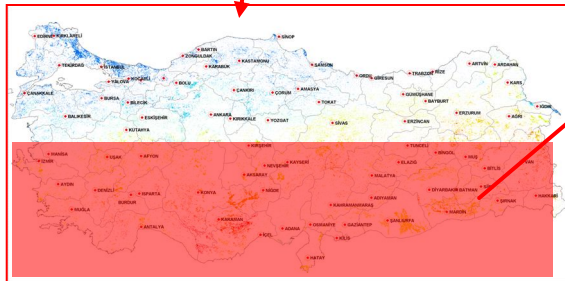 SİNOP
EDİRNE KIRKLARELİ
BARTIN
ZONGULDAK
KASTAMONU
TEKİRDAĞ
İSTANBUL
KARABÜK
SAMSUN
ARTVİN ARDAHAN
KOCAELİ
YALOVA
BOLU
ORDU GİRESUN TRABZON RİZE
KARS
ÇANAKKALE
ÇANKIRI ÇORUM AMASYA
GÜMÜŞHANE
BURSA BİLECİK
TOKAT
BAYBURT
IĞDIR
BALIKESİR ESKİŞEHİR
ANKARA KIRIKKALE YOZGAT
SİVAS
ERZİNCAN
ERZURUM
AĞRI
KÜTAHYA
KIRŞEHİR
TUNCELİ
MANİSA UŞAK AFYON
BİNGÖL MUŞ
İZMİR
NEVŞEHİR KAYSERİ
ELAZIĞ
VAN
BİTLİS
AKSARAY
MALATYA
AYDIN DENİZLİ ISPARTA
KONYA
NİĞDE
DİYARBAKIR BATMAN
BURDUR
ADIYAMAN
ŞIRNAK
HAKKARİ
MUĞLA
KAHRAMANMARAŞ
MARDİN
KARAMAN
ANTALYA
ADANA OSMANİYE GAZİANTEP ŞANLIURFA
İÇEL
KİLİS
HATAY